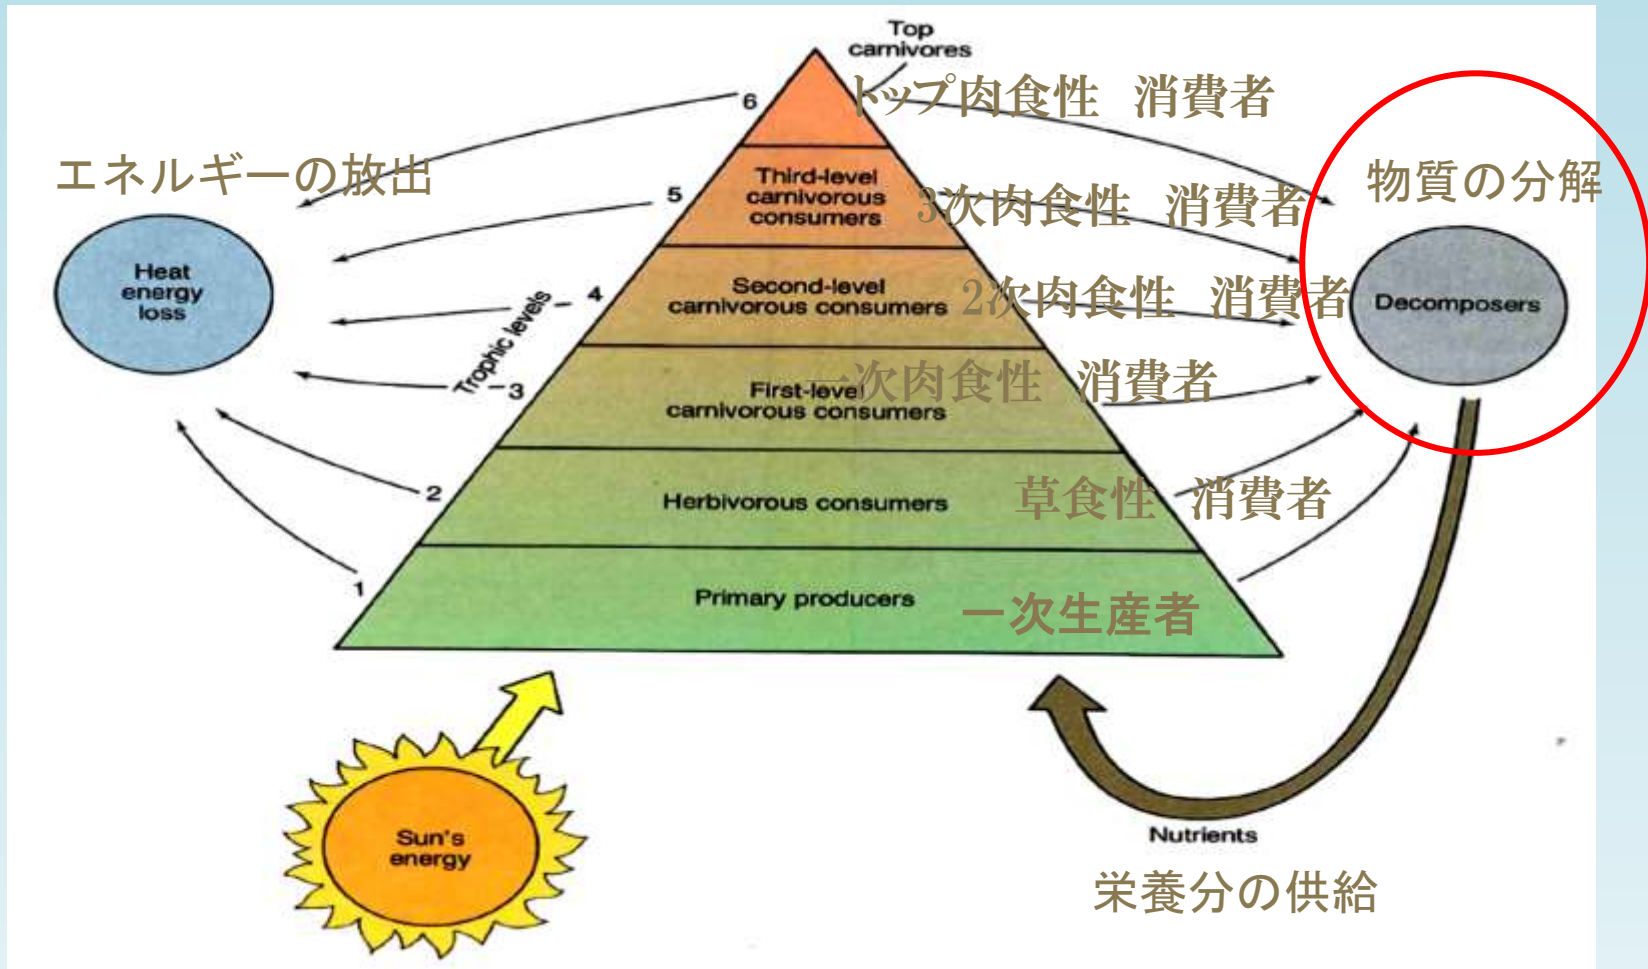 Top
carnivores
トップ肉食性 消費者
6
エネルギーの放出
物質の分解
Third-level
carnivorous
consumers
3次肉食性 消費者
5
Heat
energy
loss
Second-level
carnivorous consumers
2次肉食性 消費者
4
Decomposers
Trophic levels
3
First-level
carnivorous consumers
一次肉食性 消費者
2
Herbivorous consumers
草食性 消費者
1
Primary producers
一次生産者
Sun's
energy
Nutrients
栄養分の供給